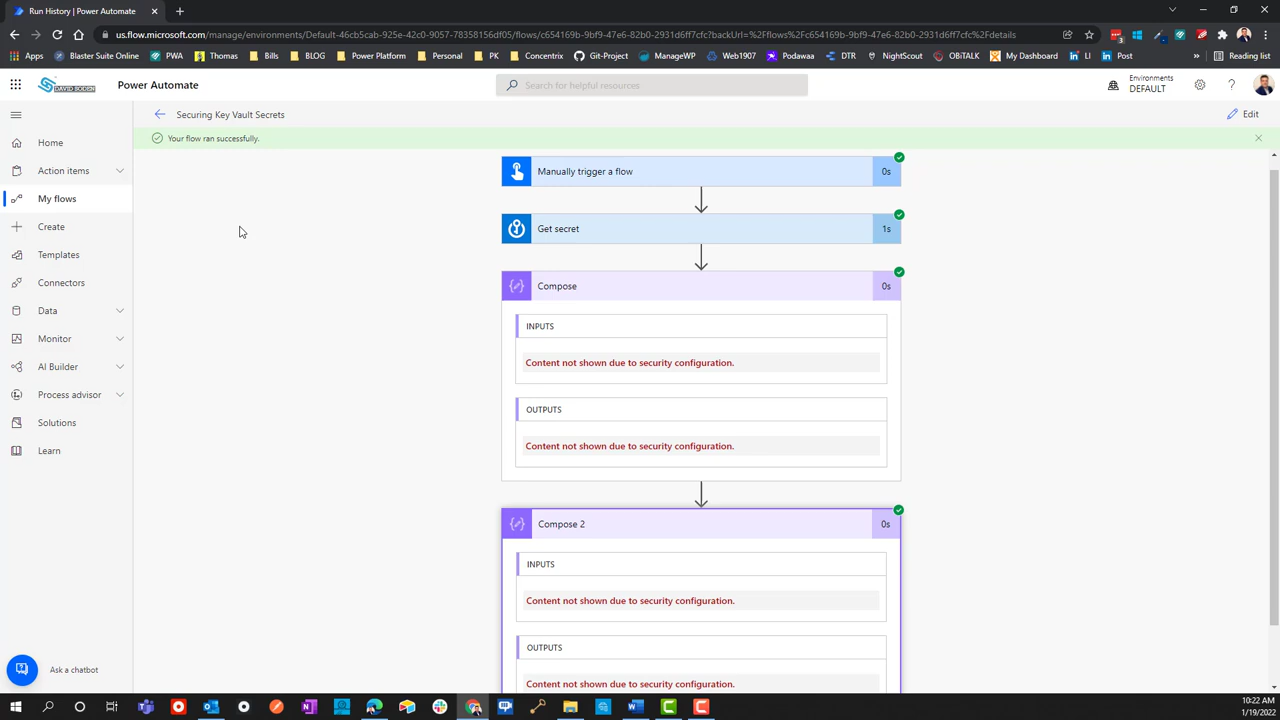 Run History | Power Automate
us.flow.microsoft.com/manage/environments/Default-46cb5cab-925e-42c0-9057-78358156df05/flows/c654169b-9bf9-47eb-beb0-2931d6ff7cfc?backUrl=%2Fflows%2Fc654169b-9bf9-47eb-beb0-2931d6ff7cfc%2Fdetails
Apps
Blaster Suite Online
PWA
Thomas
Bills
BLOG
Power Platform
Personal
PK
Concentrix
Git-Project
ManageWP
Web1907
Podawaa
DTR
NightScout
OBiTALK
My Dashboard
LI
Post
Reading list
Power Automate
Search for helpful resources
Environments
DEFAULT
Securing Key Vault Secrets
Edit
Your flow ran successfully.
Home
Action items
My flows
Create
Templates
Connectors
Data
Monitor
AI Builder
Process advisor
Solutions
Learn
Ask a chatbot
Manually trigger a flow
0s
Get secret
1s
Compose
0s
INPUTS
Content not shown due to security configuration.
OUTPUTS
Content not shown due to security configuration.
Compose 2
0s
INPUTS
Content not shown due to security configuration.
OUTPUTS
Content not shown due to security configuration.
10:22 AM
1/19/2022